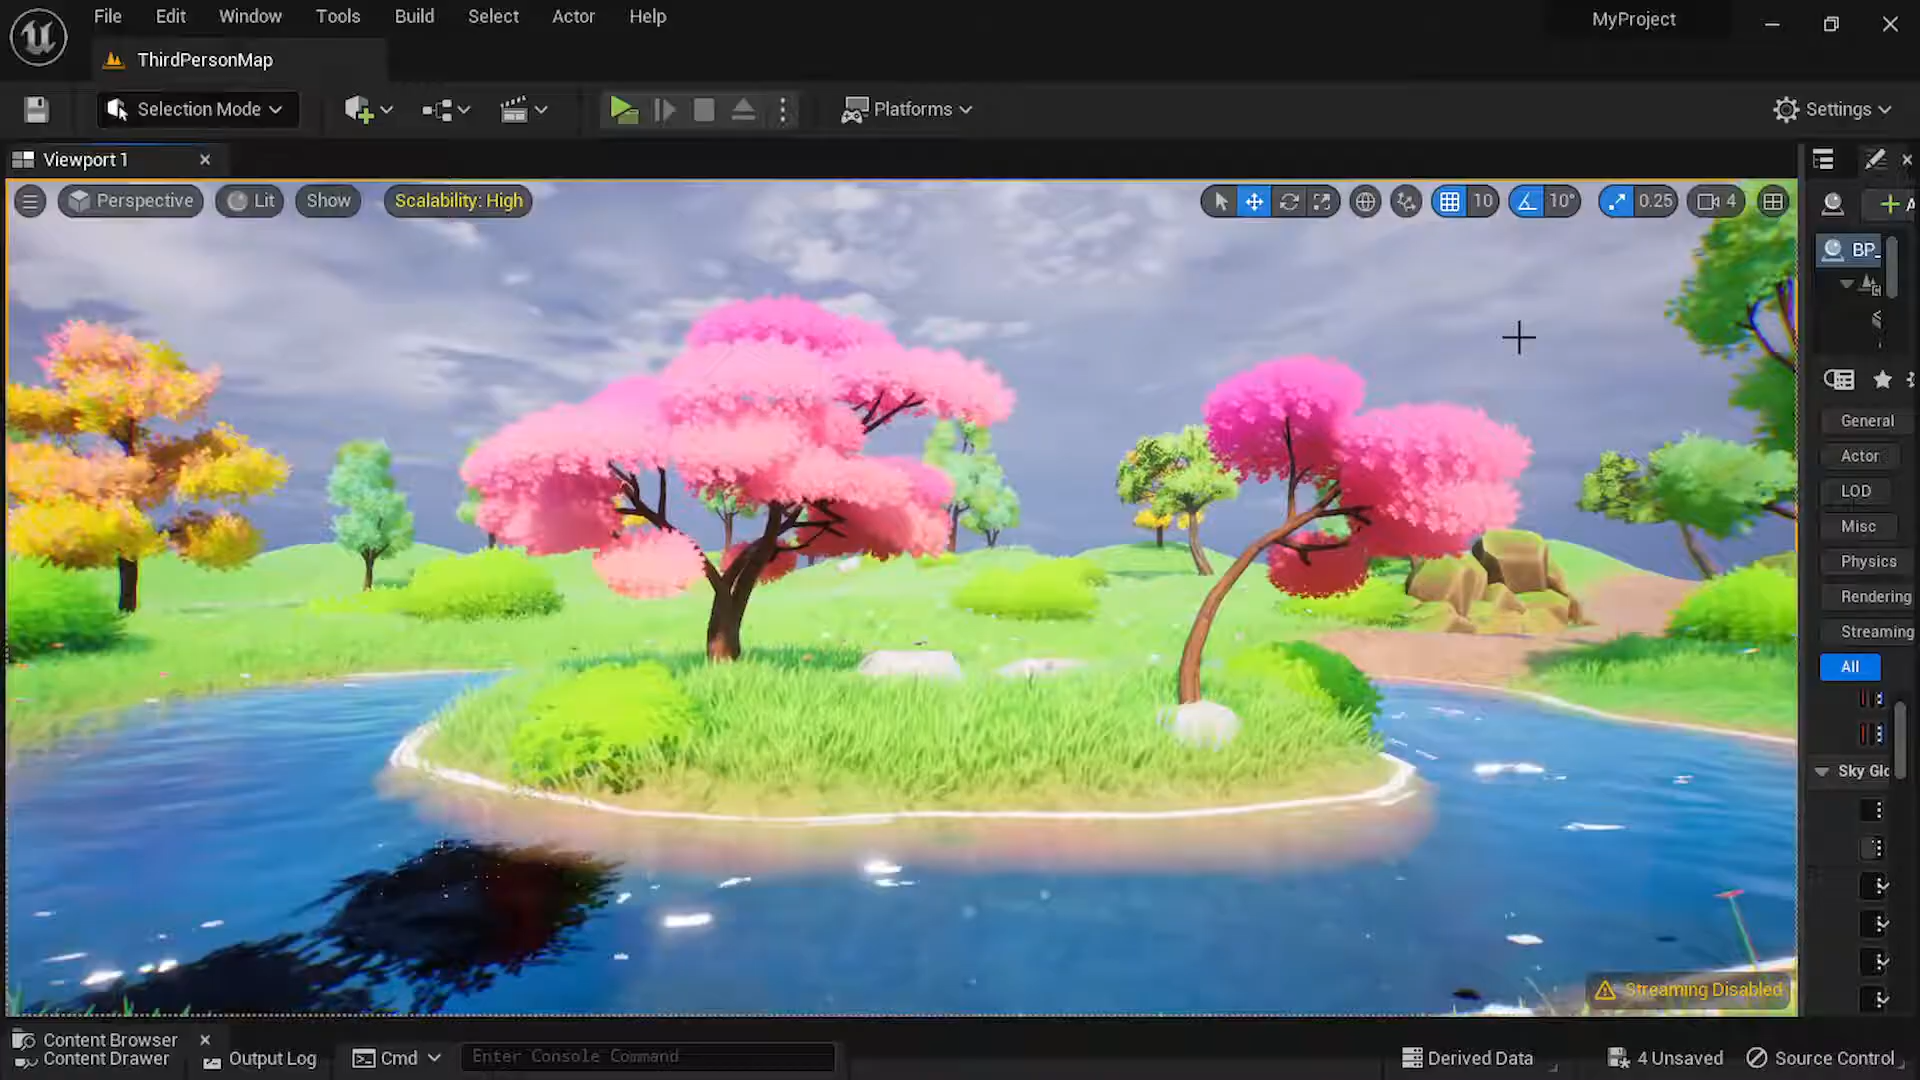 File Edit Window Tools Build Select Actor Help
MyProject
ThirdPersonMap
Selection Mode
Platforms
Settings
Viewport 1
Perspective
Lit
Show
Scalability: High
10
10°
0.25
4
BP_
General
Actor
LOD
Misc
Physics
Rendering
Streaming
All
Sky Glo
Streaming Disabled
Content Browser
Content Drawer
Output Log
Cmd
Enter Console Command
Derived Data
4 Unsaved
Source Control